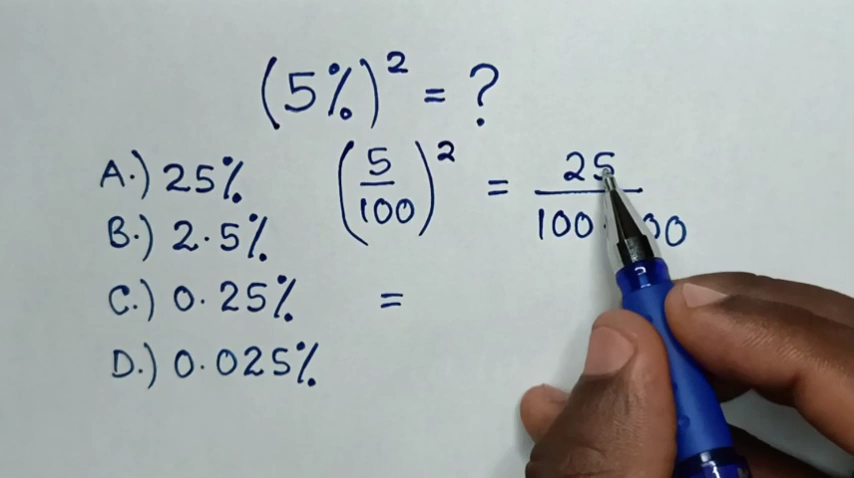 (5%)² = ?
A.) 25%
B.) 2.5%
C.) 0.25%
D.) 0.025%
(5/100)² = 25/100·
=